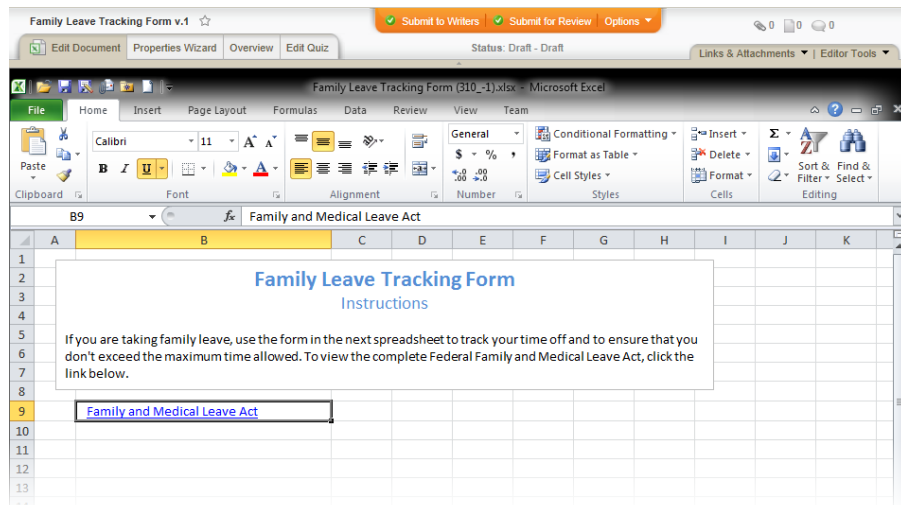 Family Leave Tracking Form v.1
Submit to Writers Submit for Review Options
0 0 0
Edit Document Properties Wizard Overview Edit Quiz
Status: Draft - Draft
Links & Attachments | Editor Tools
Family Leave Tracking Form (310_-1).xlsx - Microsoft Excel
File Home Insert Page Layout Formulas Data Review View Team
Paste
Calibri 11 A A
B I U A
General
$ % ,
.0 .00 .00 .0
Conditional Formatting
Format as Table
Cell Styles
Insert
Delete
Format
Σ
Sort & Filter
Find & Select
Clipboard Font Alignment Number Styles Cells Editing
B9 fx Family and Medical Leave Act
A B C D E F G H I J K
1
2 Family Leave Tracking Form
3 Instructions
4
5 If you are taking family leave, use the form in the next spreadsheet to track your time off and to ensure that you
6 don't exceed the maximum time allowed. To view the complete Federal Family and Medical Leave Act, click the
7 link below.
8
9 Family and Medical Leave Act
10
11
12
13